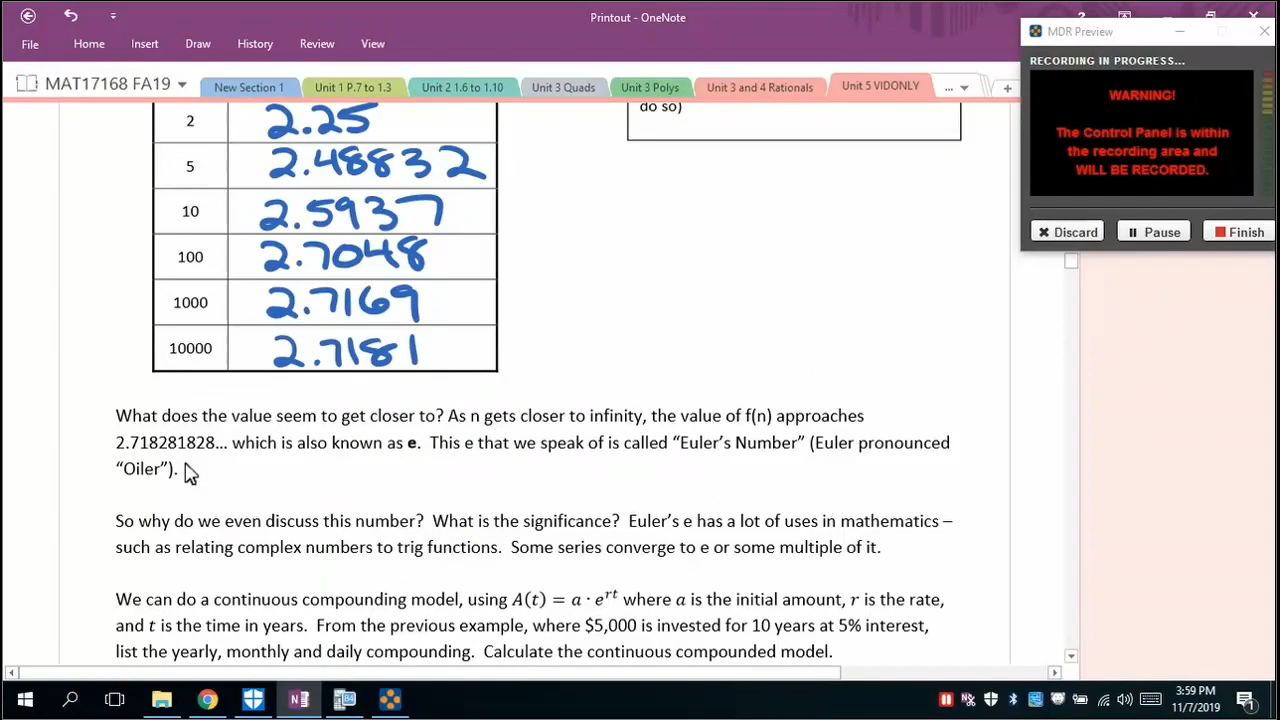 Printout - OneNote
?
File Home Insert Draw History Review View
MDR Preview
RECORDING IN PROGRESS...
WARNING!
The Control Panel is within
the recording area and
WILL BE RECORDED.
Discard Pause Finish
MAT17168 FA19 New Section 1 Unit 1 P.7 to 1.3 Unit 2 1.6 to 1.10 Unit 3 Quads Unit 3 Polys Unit 3 and 4 Rationals Unit 5 VIDONLY ... +
do so)
2 2.25
5 2.48832
10 2.5937
100 2.7048
1000 2.7169
10000 2.7181
What does the value seem to get closer to? As n gets closer to infinity, the value of f(n) approaches
2.718281828... which is also known as e. This e that we speak of is called “Euler’s Number” (Euler pronounced
“Oiler”).
So why do we even discuss this number? What is the significance? Euler’s e has a lot of uses in mathematics –
such as relating complex numbers to trig functions. Some series converge to e or some multiple of it.
We can do a continuous compounding model, using A(t) = a · e^{rt} where a is the initial amount, r is the rate,
and t is the time in years. From the previous example, where $5,000 is invested for 10 years at 5% interest,
list the yearly, monthly and daily compounding. Calculate the continuous compounded model.
3:59 PM
11/7/2019
1